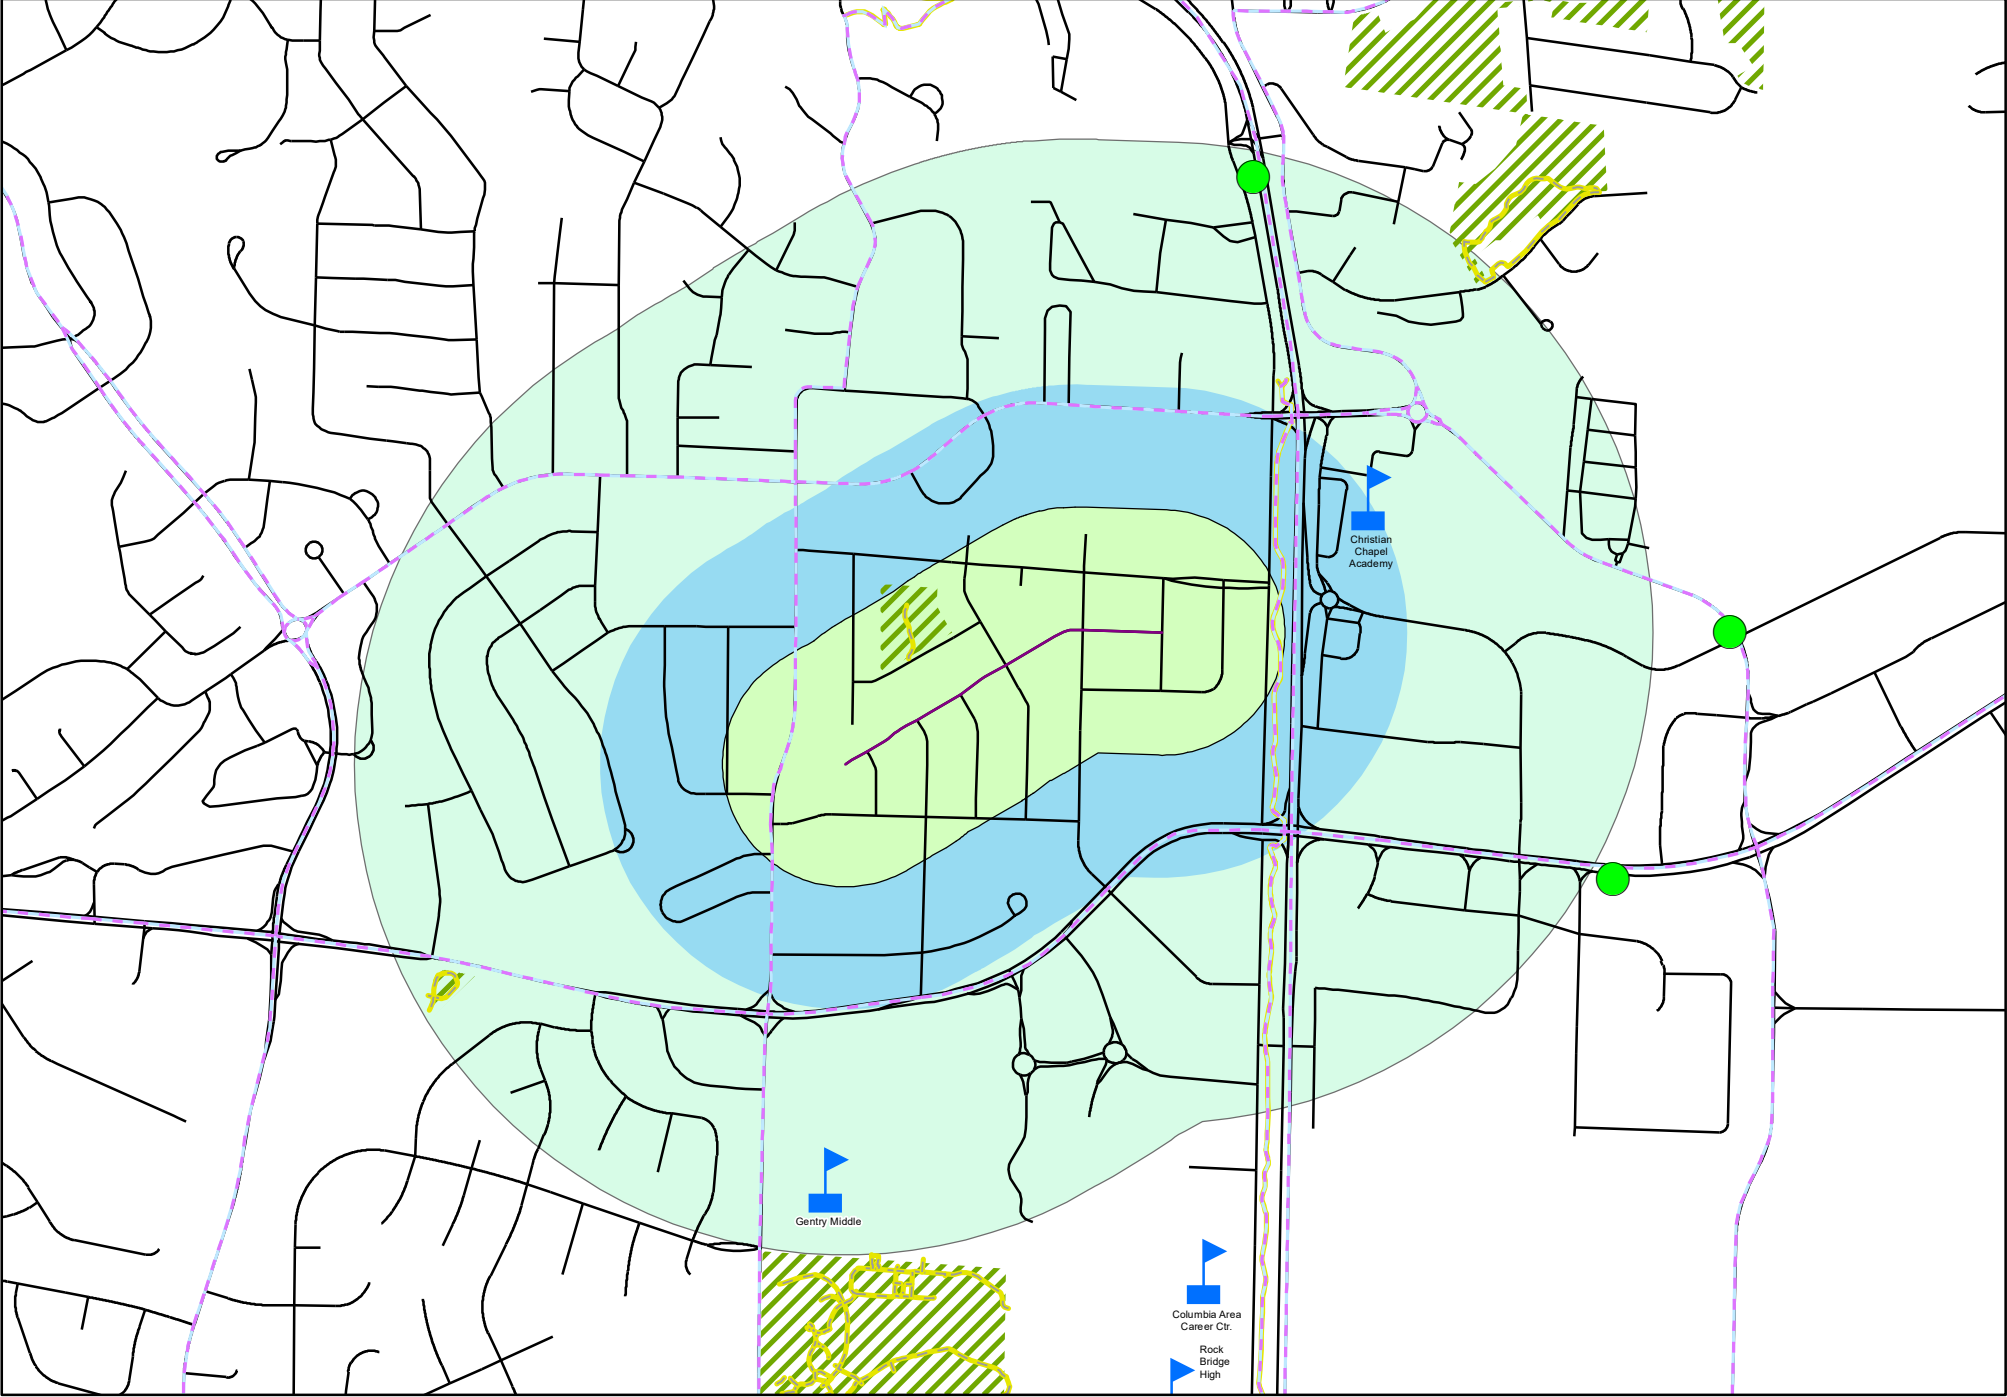 Christian
Chapel
Academy
Gentry Middle
Columbia Area
Career Ctr.
Rock
Bridge
High